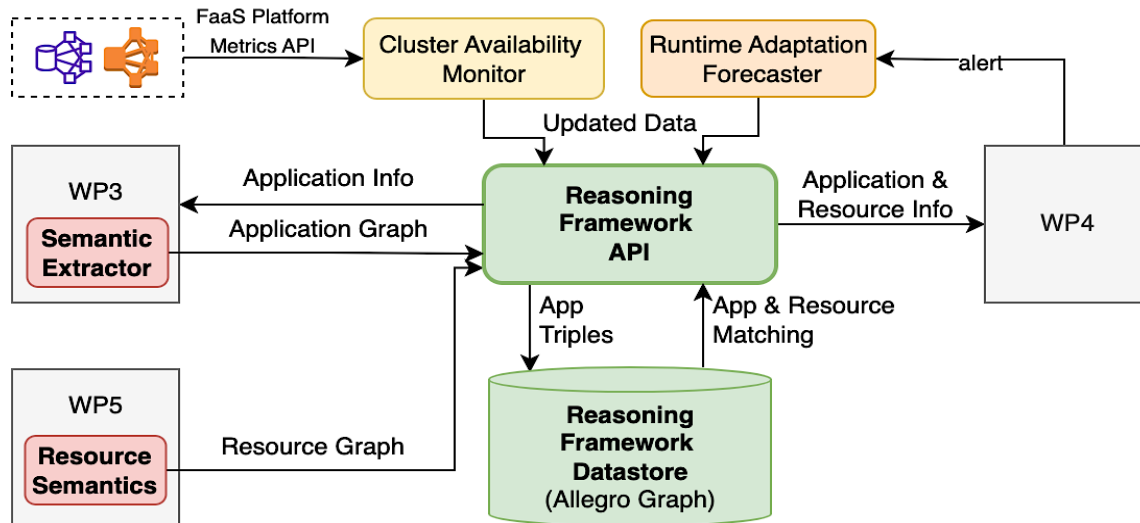 FaaS Platform
Metrics API
Cluster Availability
Monitor
Runtime Adaptation
Forecaster
alert
Updated Data
WP3
Semantic
Extractor
Application Info
Application Graph
Reasoning
Framework
API
Application &
Resource Info
WP4
App
Triples
App & Resource
Matching
WP5
Resource
Semantics
Resource Graph
Reasoning
Framework
Datastore
(Allegro Graph)